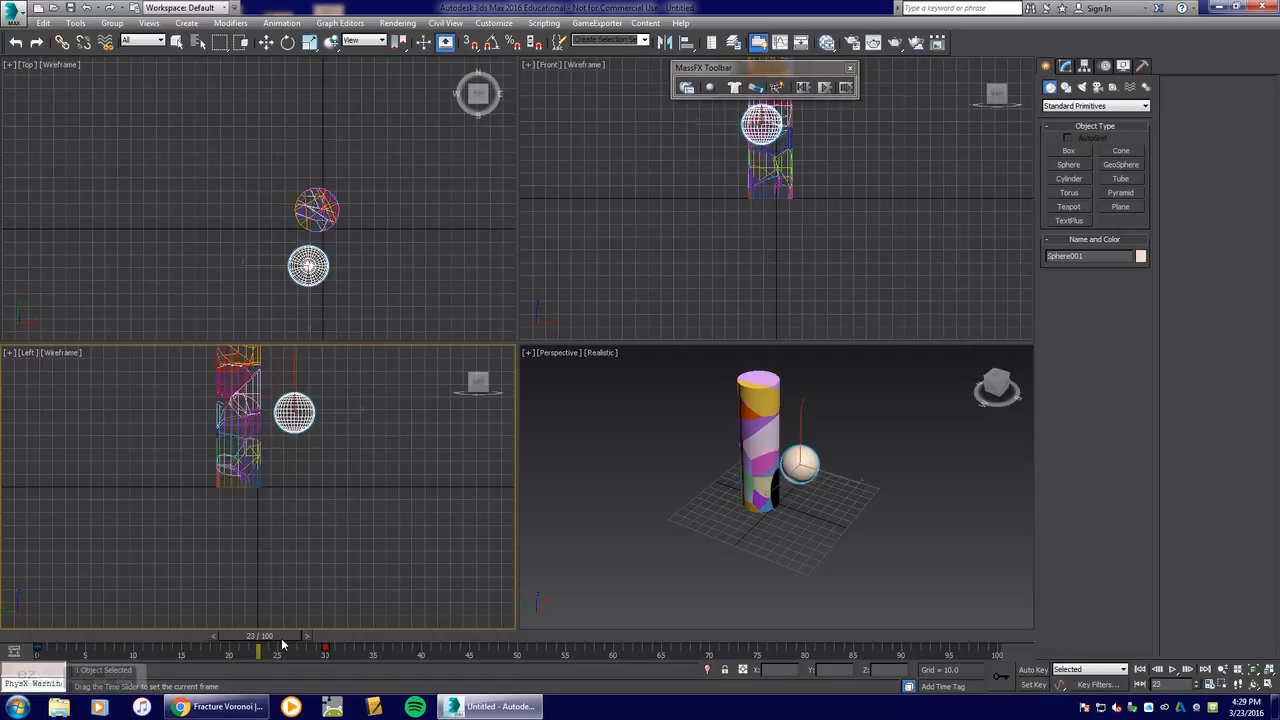 MAX
Workspace: Default
Autodesk 3ds Max 2016 Educational - Not for Commercial Use Untitled
Type a keyword or phrase
Sign In
Edit Tools Group Views Create Modifiers Animation Graph Editors Rendering Civil View Customize Scripting GameExporter Content Help
All
View
[+] [Top] [Wireframe]
[+] [Front] [Wireframe]
MassFX Toolbar
Standard Primitives
- Object Type
AutoGrid
Box Cone
Sphere GeoSphere
Cylinder Tube
Torus Pyramid
Teapot Plane
TextPlus
- Name and Color
Sphere001
N
W E
S
[+] [Left] [Wireframe]
[+] [Perspective] [Realistic]
< 23 / 100 >
5 10 15 20 25 30 35 40 45 50 55 60 65 70 75 80 85 90 95 100
1 Object Selected
X: Y: Z: Grid = 10.0
Auto Key Selected
PhysX Warning
Drag the Time Slider to set the current frame
Add Time Tag
Set Key Key Filters...
23
Fracture Voronoi |...
Untitled - Autode...
4:29 PM
3/23/2016